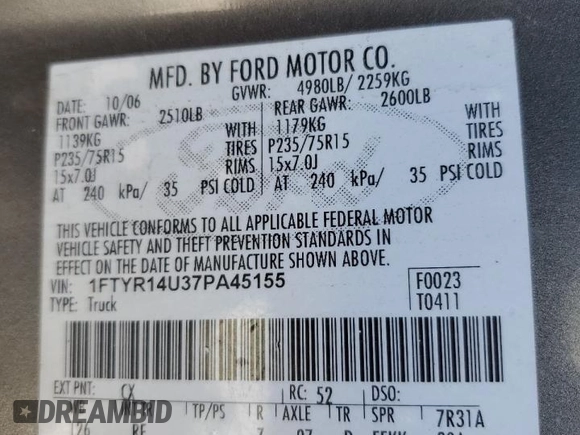 MFD. BY FORD MOTOR CO.
DATE: 10/06 GVWR: 4980LB/ 2259KG
FRONT GAWR: 2510LB REAR GAWR: 2600LB
1139KG WITH 1179KG WITH
P235/75R15 TIRES P235/75R15 TIRES
15x7.0J RIMS 15x7.0J RIMS
AT 240 kPa/ 35 PSI COLD AT 240 kPa/ 35 PSI COLD
THIS VEHICLE CONFORMS TO ALL APPLICABLE FEDERAL MOTOR
VEHICLE SAFETY AND THEFT PREVENTION STANDARDS IN
EFFECT ON THE DATE OF MANUFACTURE SHOWN ABOVE.
VIN: 1FTYR14U37PA45155 F0023
TYPE: Truck T0411
EXT PNT: CX RC: 52 DSO:
TP/PS R AXLE TR SPR 7R31A
DREAMBID
Ford